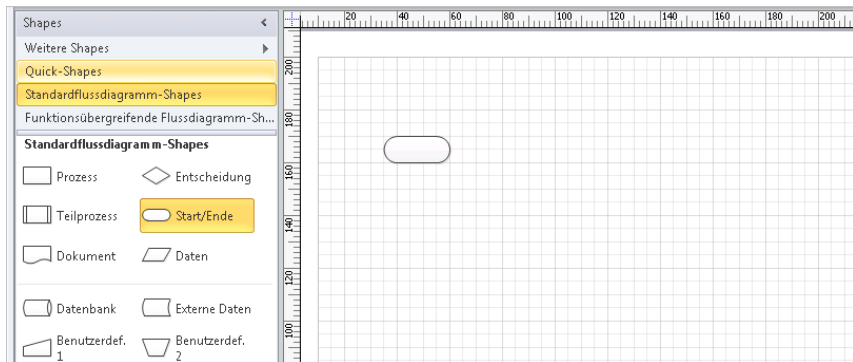 Shapes
Weitere Shapes
Quick-Shapes
Standardflussdiagramm-Shapes
Funktionsübergreifende Flussdiagramm-Sh...
Standardflussdiagramm-Shapes
Prozess Entscheidung
Teilprozess Start/Ende
Dokument Daten
Datenbank Externe Daten
Benutzerdef. 1 Benutzerdef. 2
20 40 60 80 100 120 140 160 180 200
200
180
160
140
120
100